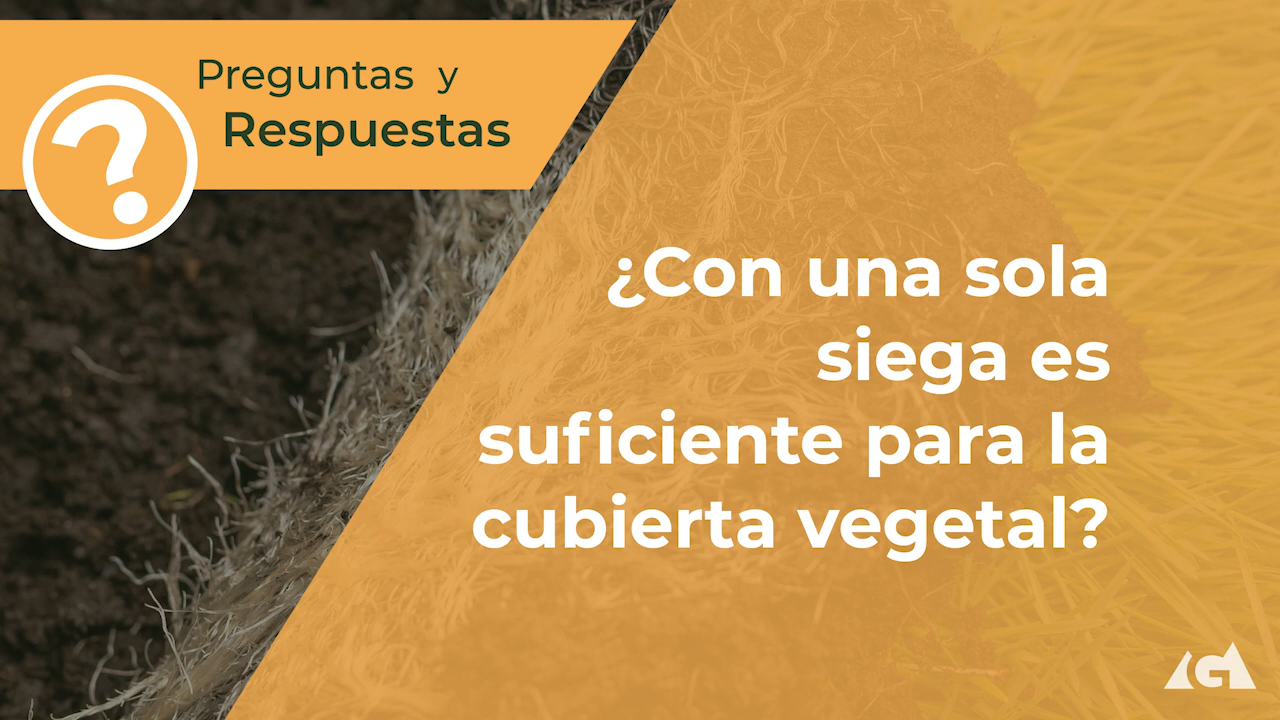 ?
Preguntas y
Respuestas
¿Con una sola
siega es
suficiente para la
cubierta vegetal?